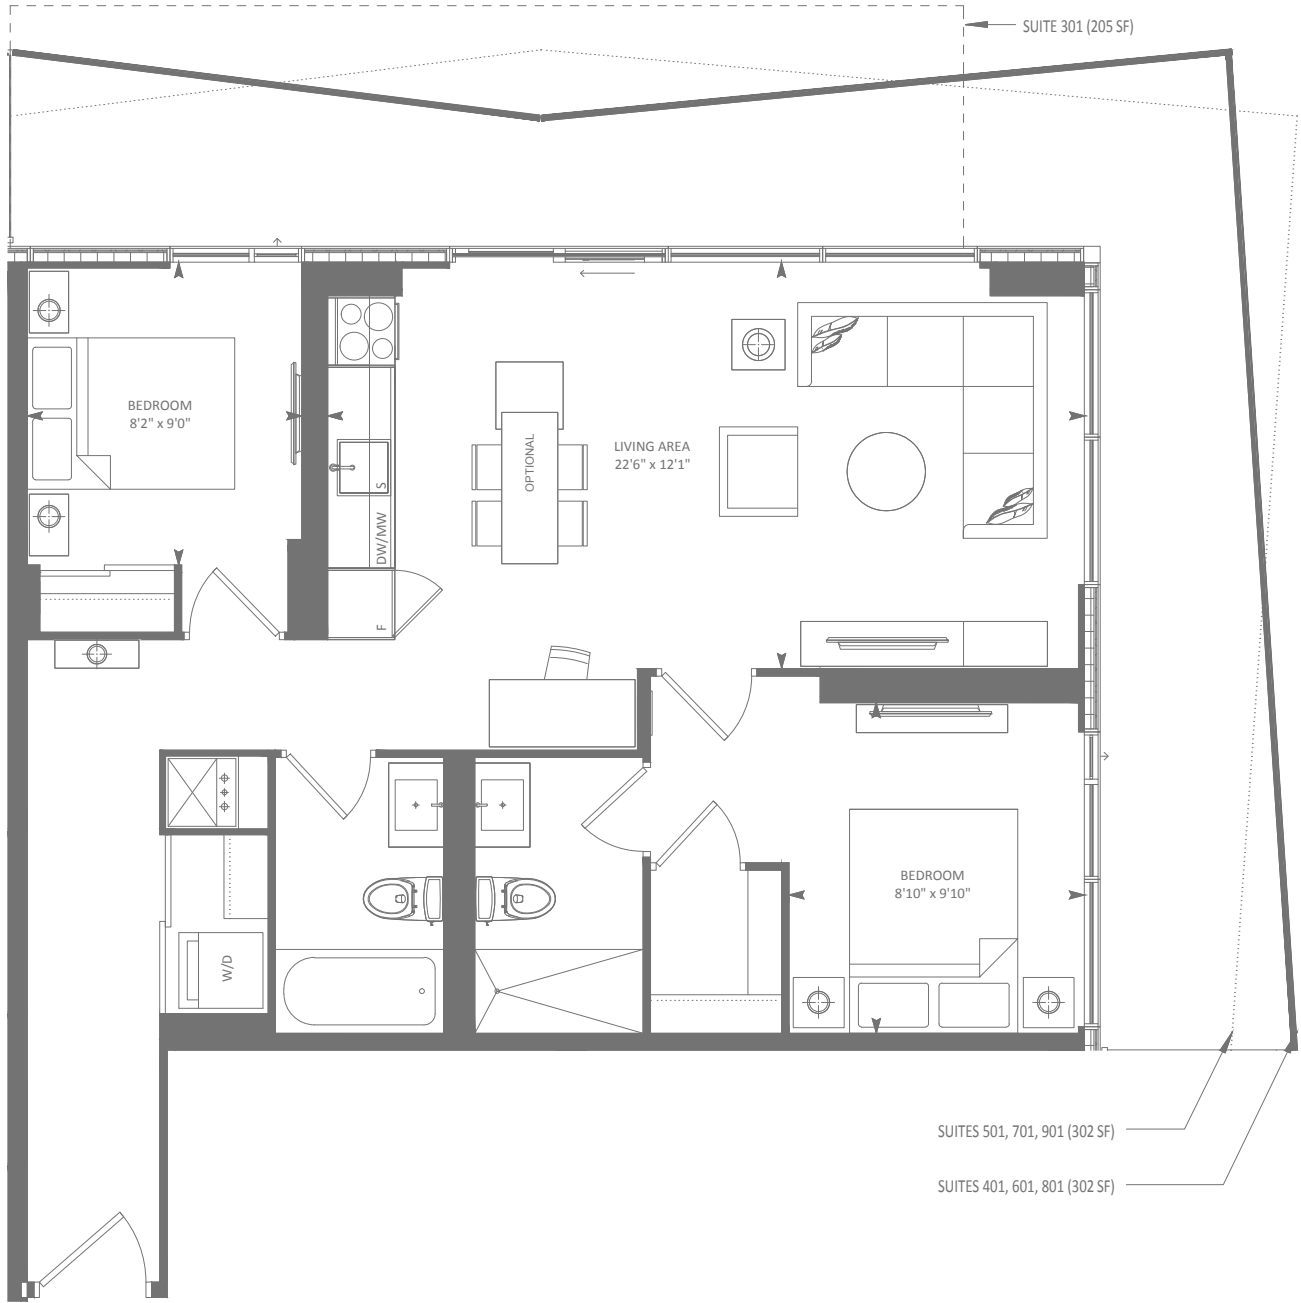 SUITE 301 (205 SF)
BEDROOM
8'2" x 9'0"
LIVING AREA
22'6" x 12'1"
OPTIONAL
S
DW/MW
F
BEDROOM
8'10" x 9'10"
W/D
SUITES 501, 701, 901 (302 SF)
SUITES 401, 601, 801 (302 SF)